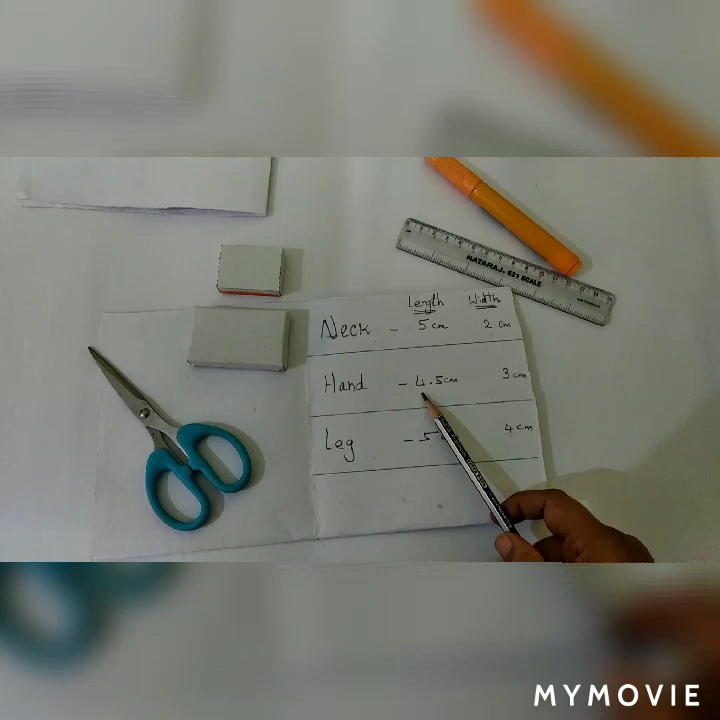 Length Width
Neck - 5 cm 2 cm
Hand - 4.5cm 3 cm
Leg - 5 4 cm
NATARAJ. 621 SCALE
MYMOVIE